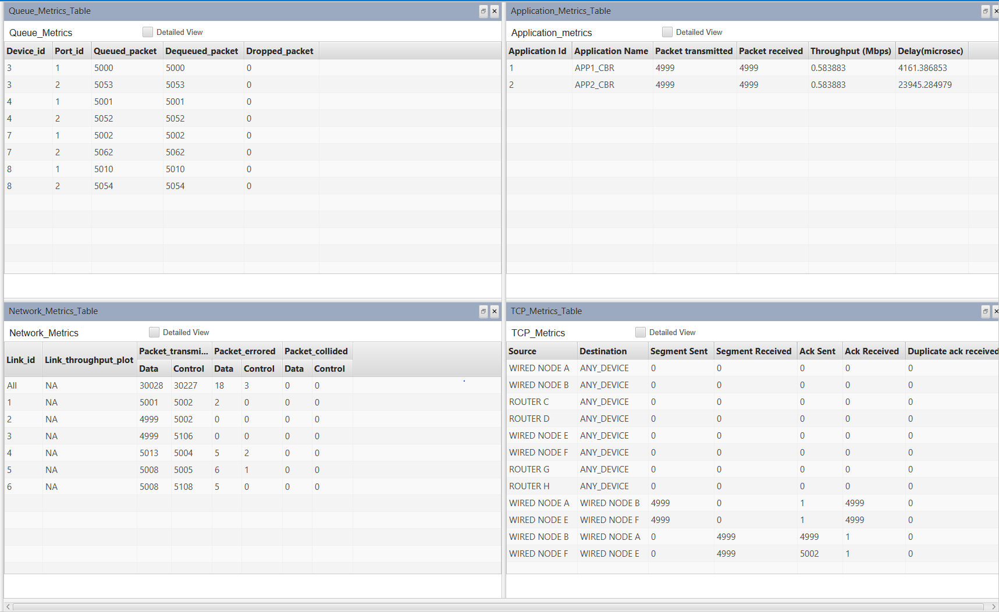 Queue_Metrics_Table
Queue_Metrics Detailed View
Device_id Port_id Queued_packet Dequeued_packet Dropped_packet
3 1 5000 5000 0
3 2 5053 5053 0
4 1 5001 5001 0
4 2 5052 5052 0
7 1 5002 5002 0
7 2 5062 5062 0
8 1 5010 5010 0
8 2 5054 5054 0
Application_Metrics_Table
Application_metrics Detailed View
Application Id Application Name Packet transmitted Packet received Throughput (Mbps) Delay(microsec)
1 APP1_CBR 4999 4999 0.583883 4161.386853
2 APP2_CBR 4999 4999 0.583883 23945.284979
Network_Metrics_Table
Network_Metrics Detailed View
Link_id Link_throughput_plot Packet_transmi... Packet_errored Packet_collided
Data Control Data Control Data Control
All NA 30028 30227 18 3 0 0
1 NA 5001 5002 2 0 0 0
2 NA 4999 5002 0 0 0 0
3 NA 4999 5106 0 0 0 0
4 NA 5013 5004 5 2 0 0
5 NA 5008 5005 6 1 0 0
6 NA 5008 5108 5 0 0 0
TCP_Metrics_Table
TCP_Metrics Detailed View
Source Destination Segment Sent Segment Received Ack Sent Ack Received Duplicate ack received
WIRED NODE A ANY_DEVICE 0 0 0 0 0
WIRED NODE B ANY_DEVICE 0 0 0 0 0
ROUTER C ANY_DEVICE 0 0 0 0 0
ROUTER D ANY_DEVICE 0 0 0 0 0
WIRED NODE E ANY_DEVICE 0 0 0 0 0
WIRED NODE F ANY_DEVICE 0 0 0 0 0
ROUTER G ANY_DEVICE 0 0 0 0 0
ROUTER H ANY_DEVICE 0 0 0 0 0
WIRED NODE A WIRED NODE B 4999 0 1 4999 0
WIRED NODE E WIRED NODE F 4999 0 1 4999 0
WIRED NODE B WIRED NODE A 0 4999 4999 1 0
WIRED NODE F WIRED NODE E 0 4999 5002 1 0